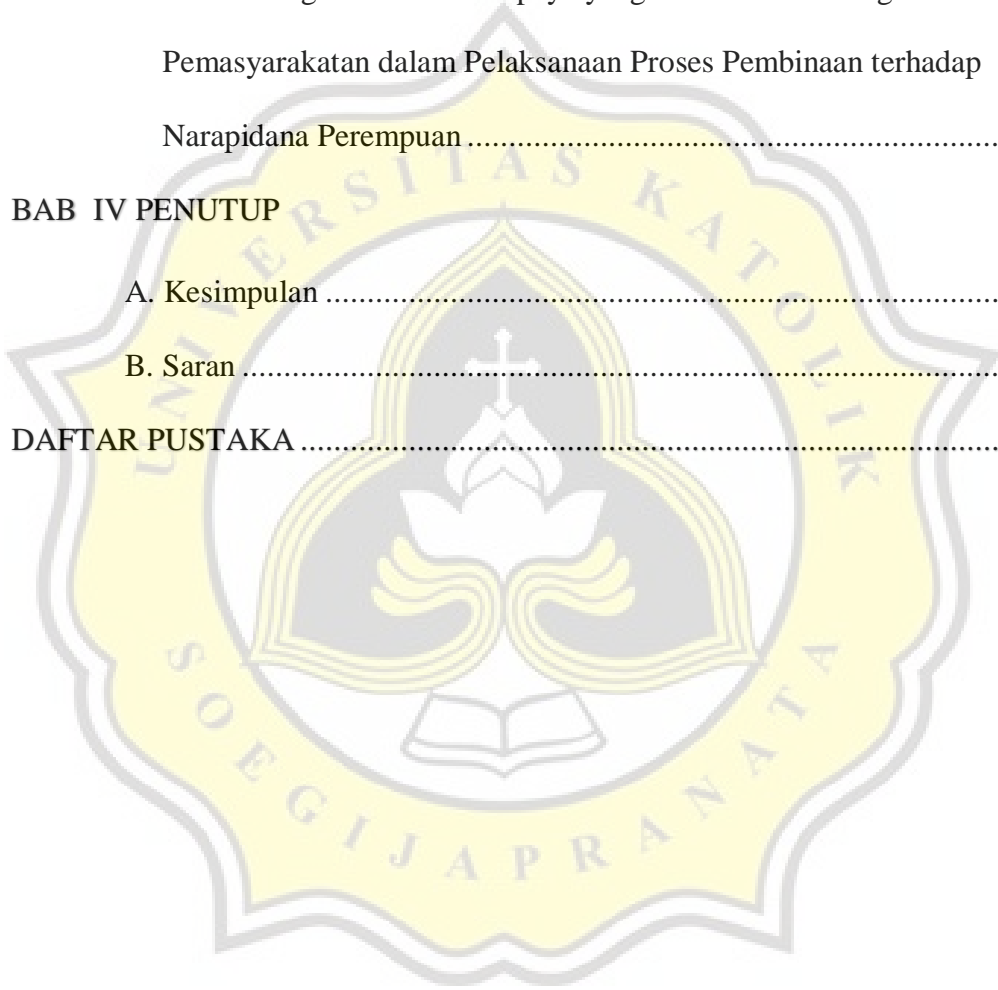 Pemasyarakatan dalam Pelaksanaan Proses Pembinaan terhadap
Narapidana Perempuan ................................................................
BAB IV PENUTUP
A. Kesimpulan .................................................................................
B. Saran ...........................................................................................
DAFTAR PUSTAKA ....................................................................................
UNIVERSITAS KATOLIK
SOEGIJAPRANATA